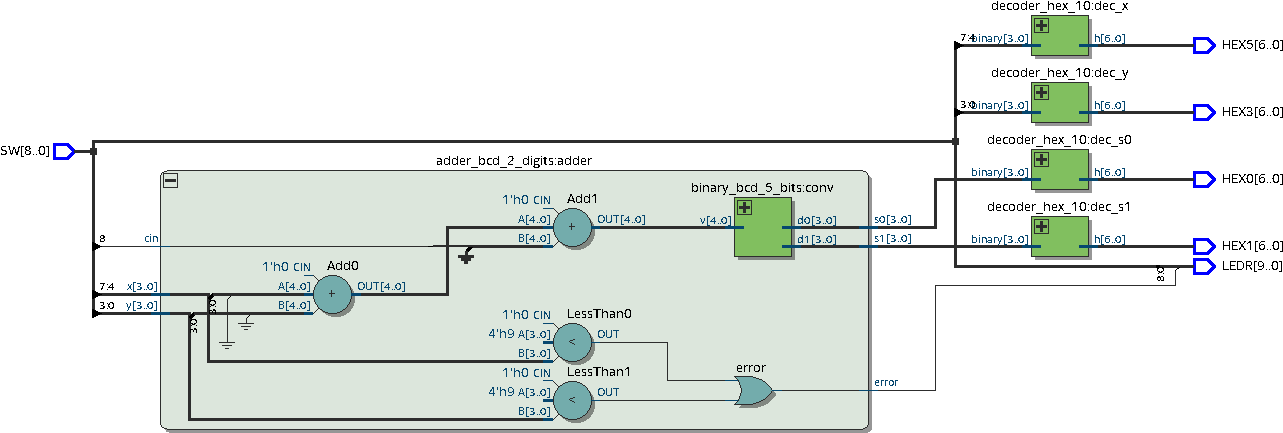 decoder_hex_10:dec_x
7:4 binary[3..0] h[6..0] HEX5[6..0]
decoder_hex_10:dec_y
3:0 binary[3..0] h[6..0] HEX3[6..0]
decoder_hex_10:dec_s0
SW[8..0]
adder_bcd_2_digits:adder
binary[3..0] h[6..0] HEX0[6..0]
binary_bcd_5_bits:conv
1'h0 CIN Add1
decoder_hex_10:dec_s1
A[4..0] OUT[4..0] v[4..0] d0[3..0] s0[3..0]
8 cin B[4..0] d1[3..0] s1[3..0] binary[3..0] h[6..0] HEX1[6..0]
1'h0 CIN Add0
LEDR[9..0]
8:0
7:4 x[3..0] A[4..0] OUT[4..0]
3:0 y[3..0] 3:0 B[4..0]
3:0
1'h0 CIN LessThan0
4'h9 A[3..0] OUT
B[3..0]
1'h0 CIN LessThan1 error
error
4'h9 A[3..0] OUT
B[3..0]